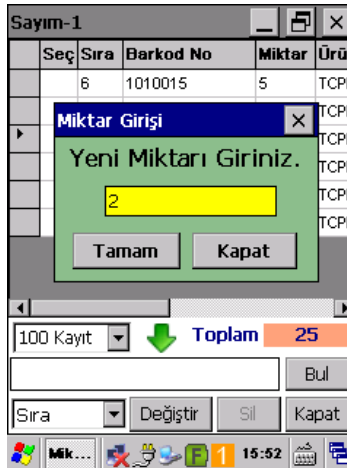 Sayım-1
Seç Sıra Barkod No Miktar Ürü
6 1010015 5 TCP
TCP
Miktar Girişi
TCP
Yeni Miktarı Giriniz.
TCP
2
TCP
Tamam Kapat
TCP
100 Kayıt Toplam 25
Bul
Sıra Değiştir Sil Kapat
Mik... F 1 15:52